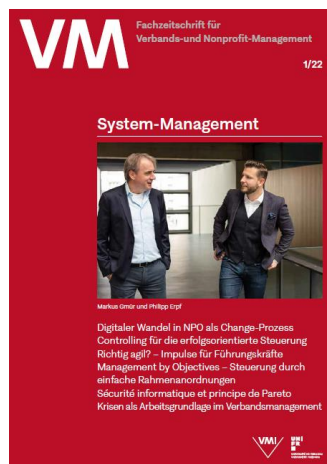 VM
Fachzeitschrift für
Verbands-und Nonprofit-Management
1/22
System-Management
Markus Gmür und Philipp Erpf
Digitaler Wandel in NPO als Change-Prozess
Controlling für die erfolgsorientierte Steuerung
Richtig agil? – Impulse für Führungskräfte
Management by Objectives – Steuerung durch
einfache Rahmenanordnungen
Sécurité informatique et principe de Pareto
Krisen als Arbeitsgrundlage im Verbandsmanagement
VMI
UNI
FR